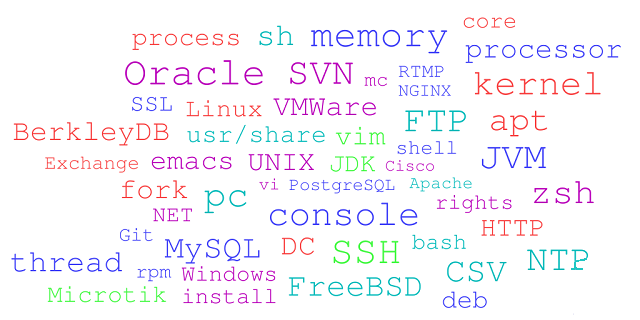 core
process sh memory
processor
Oracle SVN mc RTMP kernel
NGINX
SSL Linux VMWare FTP apt
BerkleyDB usr/share vim shell
Exchange emacs UNIX JDK Cisco JVM
fork pc vi PostgreSQL Apache rights zsh
NET console HTTP
Git MySQL DC SSH bash
thread rpm Windows CSV NTP
Microtik install FreeBSD deb